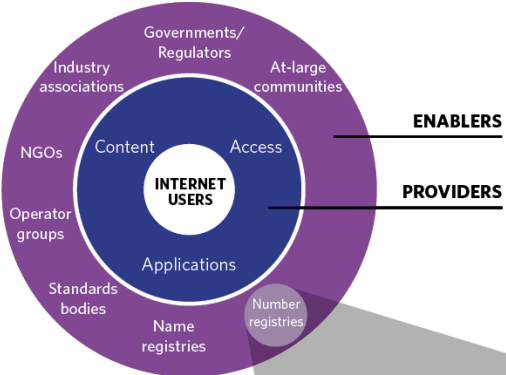 Governments/
Regulators
Industry
associations
At-large
communities
ENABLERS
NGOs
Content
Access
INTERNET
USERS
PROVIDERS
Operator
groups
Applications
Standards
bodies
Number
registries
Name
registries